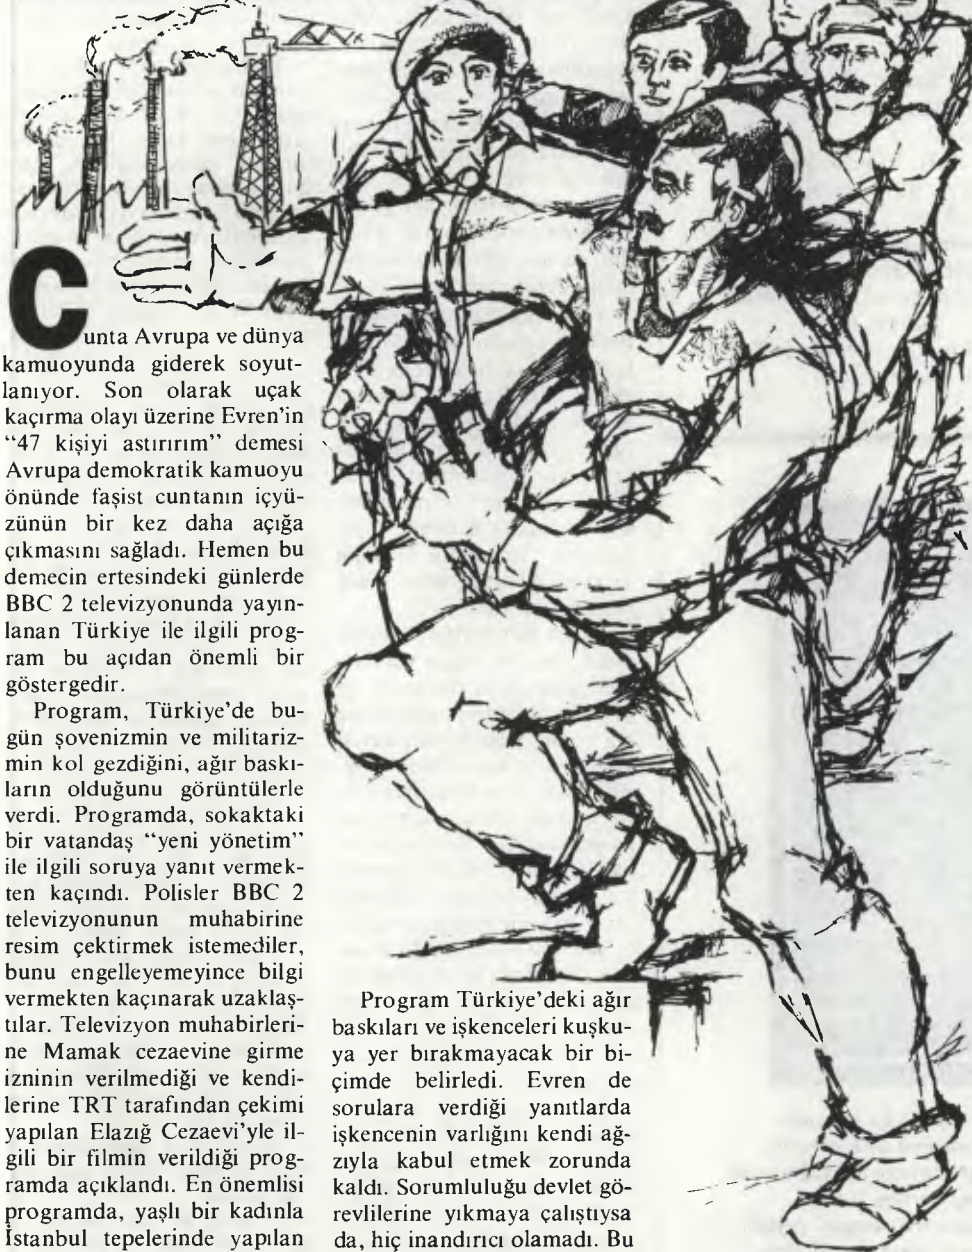 Cunta Avrupa ve dünya
kamuoyunda giderek soyut-
lanıyor. Son olarak uçak
kaçırma olayı üzerine Evren'in
“47 kişiyi astırırım” demesi
Avrupa demokratik kamuoyu
önünde faşist cuntanın içyü-
zünün bir kez daha açığa
çıkmasını sağladı. Hemen bu
demecin ertesindeki günlerde
BBC 2 televizyonunda yayın-
lanan Türkiye ile ilgili prog-
ram bu açıdan önemli bir
göstergedir.
Program, Türkiye'de bu-
gün şovenizmin ve militariz-
min kol gezdiğini, ağır baskı-
ların olduğunu görüntülerle
verdi. Programda, sokaktaki
bir vatandaş “yeni yönetim”
ile ilgili soruya yanıt vermek-
ten kaçındı. Polisler BBC 2
televizyonunun muhabirine
resim çektirmek istemediler,
bunu engelleyemeyince bilgi
vermekten kaçınarak uzaklaş-
tılar. Televizyon muhabirleri-
ne Mamak cezaevine girme
izninin verilmediği ve kendi-
lerine TRT tarafından çekimi
yapılan Elazığ Cezaevi'yle il-
gili bir filmin verildiği prog-
ramda açıklandı. En önemlisi
programda, yaşlı bir kadınla
İstanbul tepelerinde yapılan
Program Türkiye'deki ağır
baskıları ve işkenceleri kuşku-
ya yer bırakmayacak bir bi-
çimde belirledi. Evren de
sorulara verdiği yanıtlarda
işkencenin varlığını kendi ağ-
zıyla kabul etmek zorunda
kaldı. Sorumluluğu devlet gö-
revlilerine yıkmaya çalıştıysa
da, hiç inandırıcı olamadı. Bu